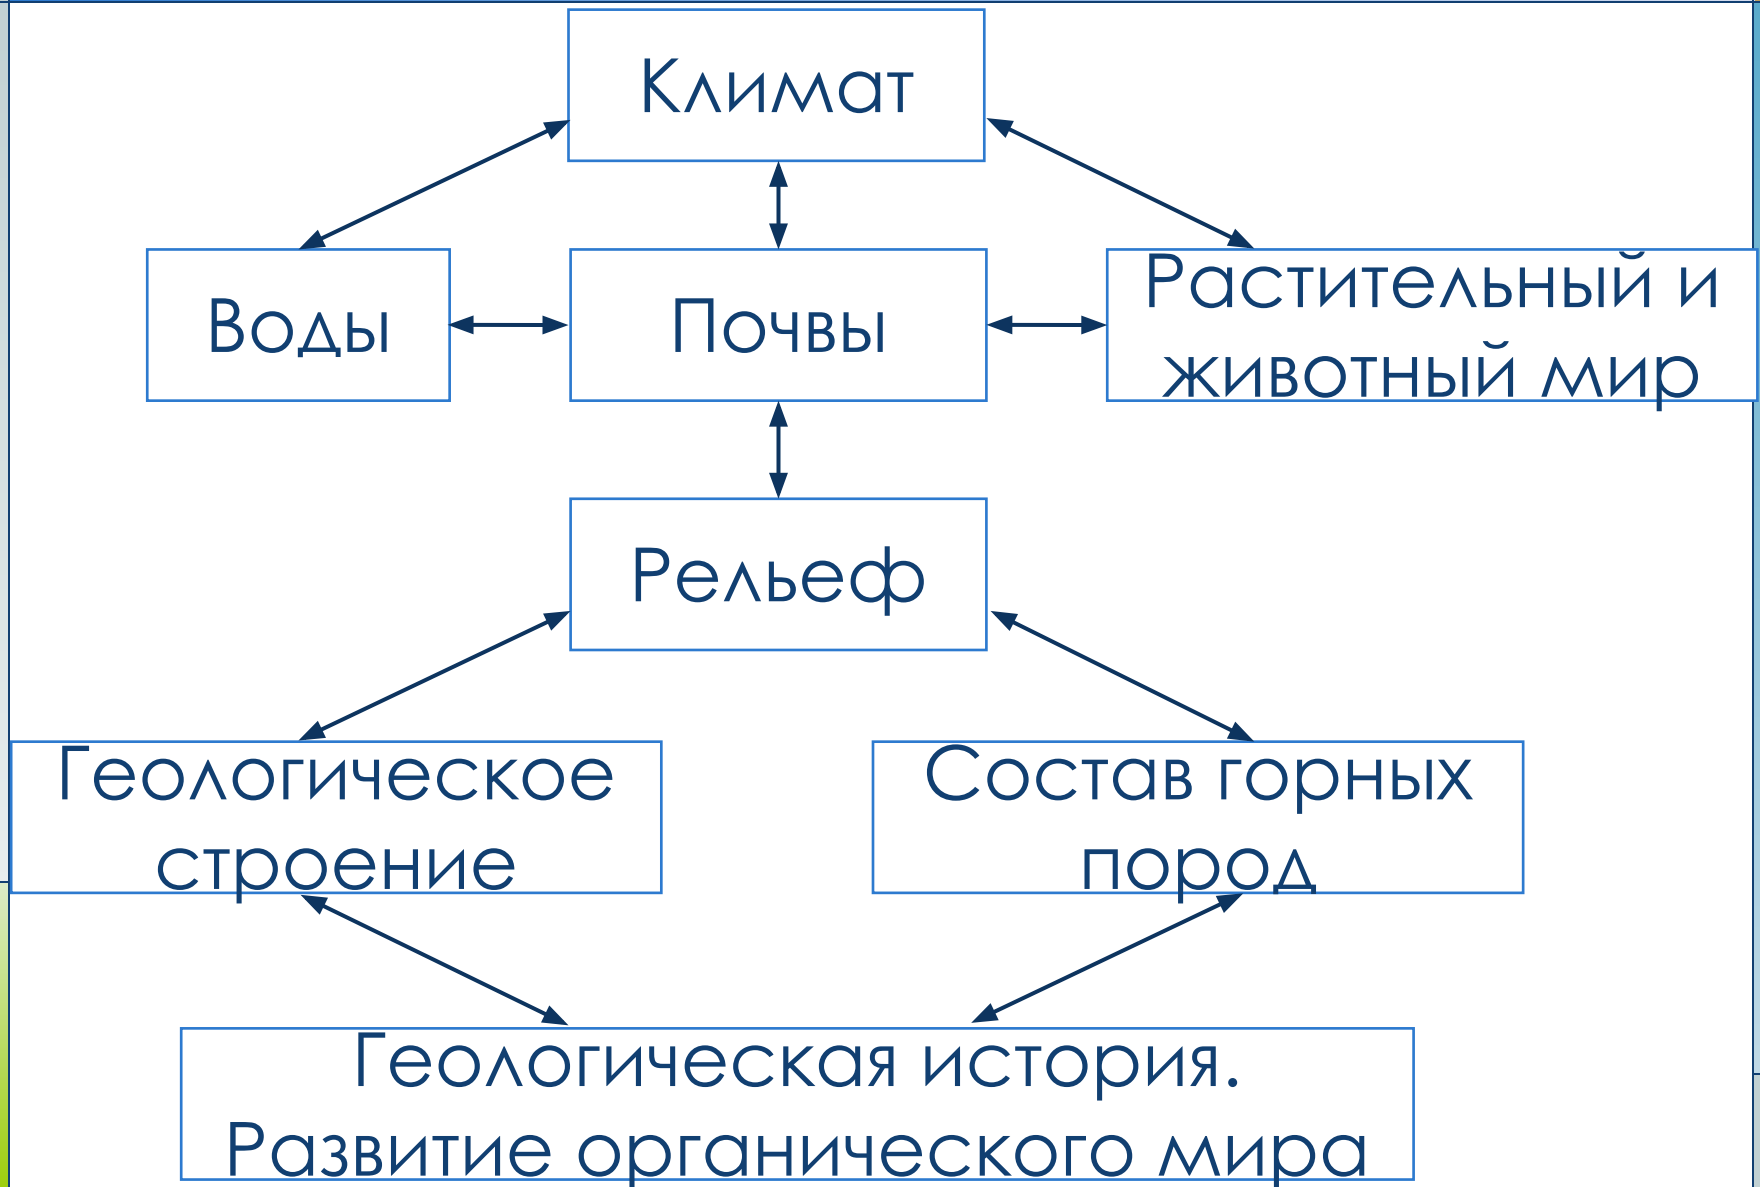 Климат
Воды
Почвы
Растительный и
животный мир
Рельеф
Геологическое
строение
Состав горных
пород
Геологическая история.
Развитие органического мира